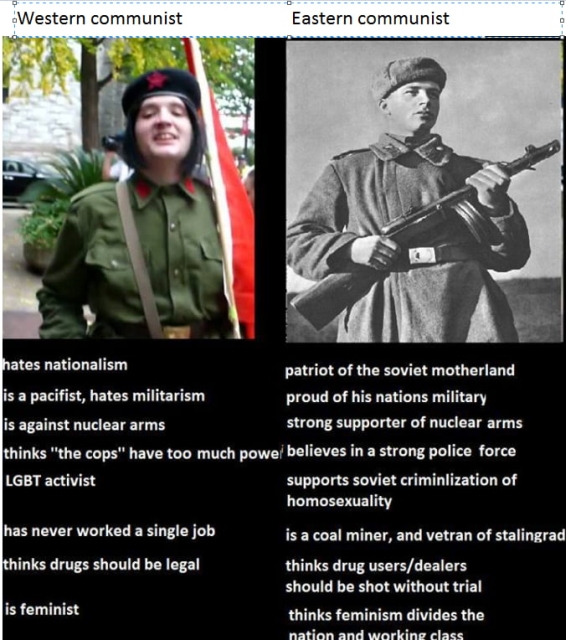 Western communist
Eastern communist
hates nationalism
is a pacifist, hates militarism
is against nuclear arms
thinks "the cops" have too much power
LGBT activist
has never worked a single job
thinks drugs should be legal
is feminist
patriot of the soviet motherland
proud of his nations military
strong supporter of nuclear arms
believes in a strong police force
supports soviet criminlization of
homosexuality
is a coal miner, and vetran of stalingrad
thinks drug users/dealers
should be shot without trial
thinks feminism divides the
nation and working class